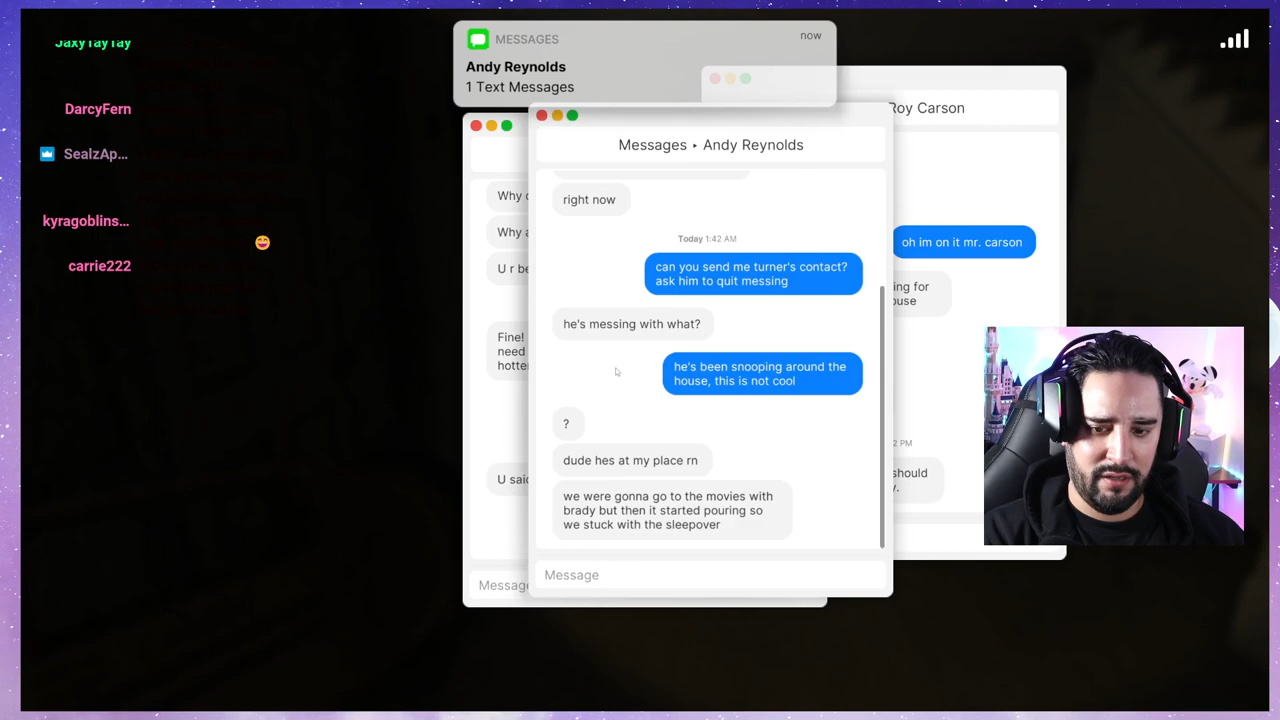 JaxyTayTay
DarcyFern
SealzAp...
kyragoblins...
carrie222
MESSAGES
now
Andy Reynolds
1 Text Messages
Roy Carson
Messages ‣ Andy Reynolds
right now
Today 1:42 AM
can you send me turner's contact?
ask him to quit messing
he's messing with what?
he's been snooping around the
house, this is not cool
?
dude hes at my place rn
we were gonna go to the movies with
brady but then it started pouring so
we stuck with the sleepover
Message
Why
Why
U r be
Fine!
need
hotter
U said
Message
oh im on it mr. carson
ing for
ouse
2 PM
should
y.